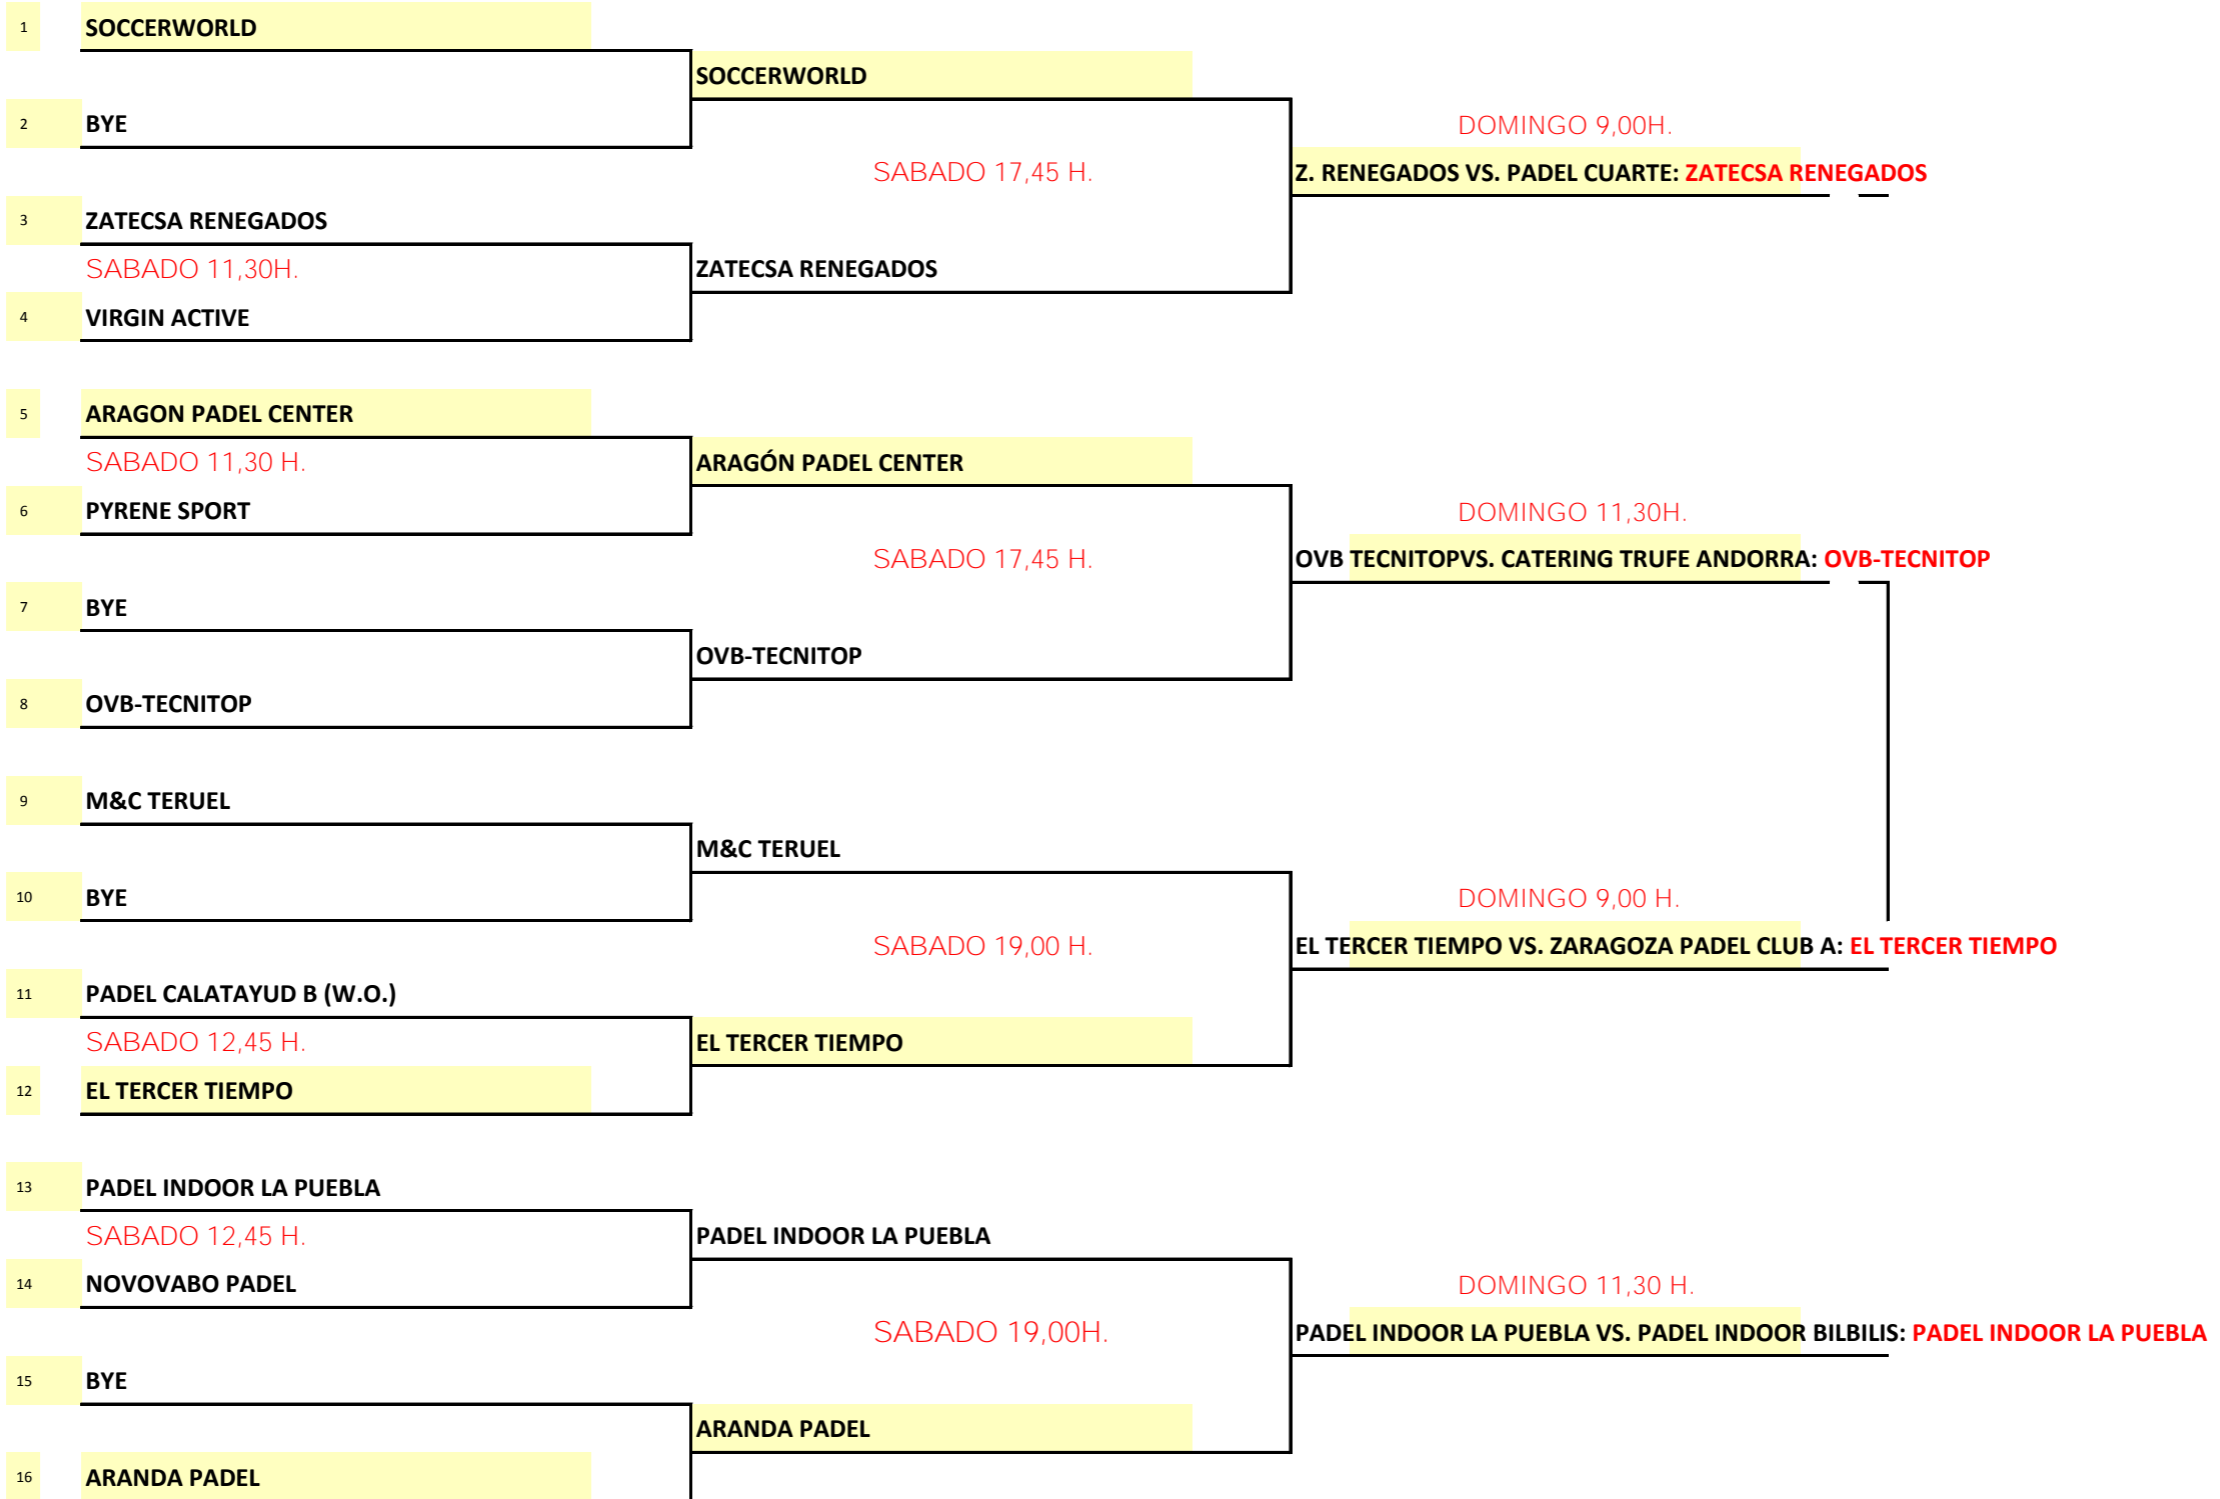 1 SOCCERWORLD
SOCCERWORLD
2 BYE
DOMINGO 9,00H.
SABADO 17,45 H.
Z. RENEGADOS VS. PADEL CUARTE: ZATECSA RENEGADOS
3 ZATECSA RENEGADOS
SABADO 11,30H.
ZATECSA RENEGADOS
4 VIRGIN ACTIVE
5 ARAGON PADEL CENTER
SABADO 11,30 H.
ARAGÓN PADEL CENTER
6 PYRENE SPORT
DOMINGO 11,30H.
SABADO 17,45 H.
OVB TECNITOPVS. CATERING TRUFE ANDORRA: OVB-TECNITOP
7 BYE
OVB-TECNITOP
8 OVB-TECNITOP
9 M&C TERUEL
M&C TERUEL
10 BYE
DOMINGO 9,00 H.
SABADO 19,00 H.
EL TERCER TIEMPO VS. ZARAGOZA PADEL CLUB A: EL TERCER TIEMPO
11 PADEL CALATAYUD B (W.O.)
SABADO 12,45 H.
EL TERCER TIEMPO
12 EL TERCER TIEMPO
13 PADEL INDOOR LA PUEBLA
SABADO 12,45 H.
PADEL INDOOR LA PUEBLA
14 NOVOVABO PADEL
DOMINGO 11,30 H.
SABADO 19,00H.
PADEL INDOOR LA PUEBLA VS. PADEL INDOOR BILBILIS: PADEL INDOOR LA PUEBLA
15 BYE
ARANDA PADEL
16 ARANDA PADEL